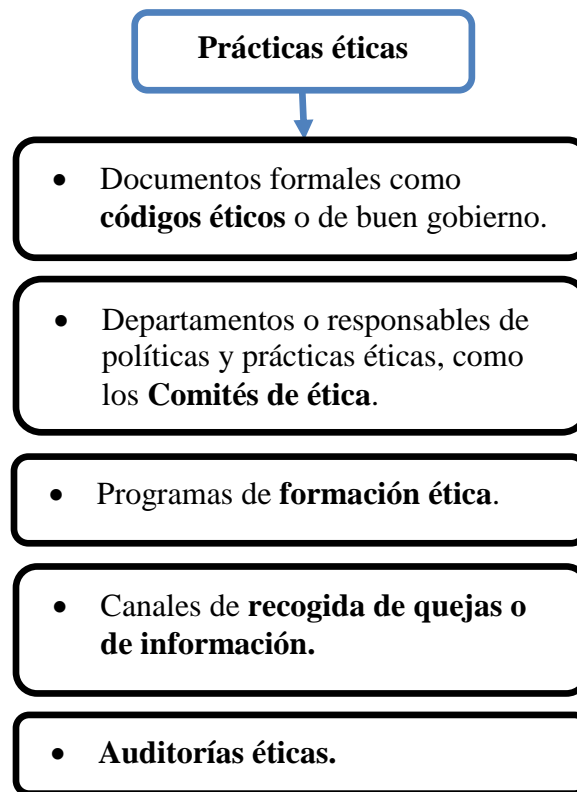 Prácticas éticas
• Documentos formales como
códigos éticos o de buen gobierno.
• Departamentos o responsables de
políticas y prácticas éticas, como
los Comités de ética.
• Programas de formación ética.
• Canales de recogida de quejas o
de información.
• Auditorías éticas.